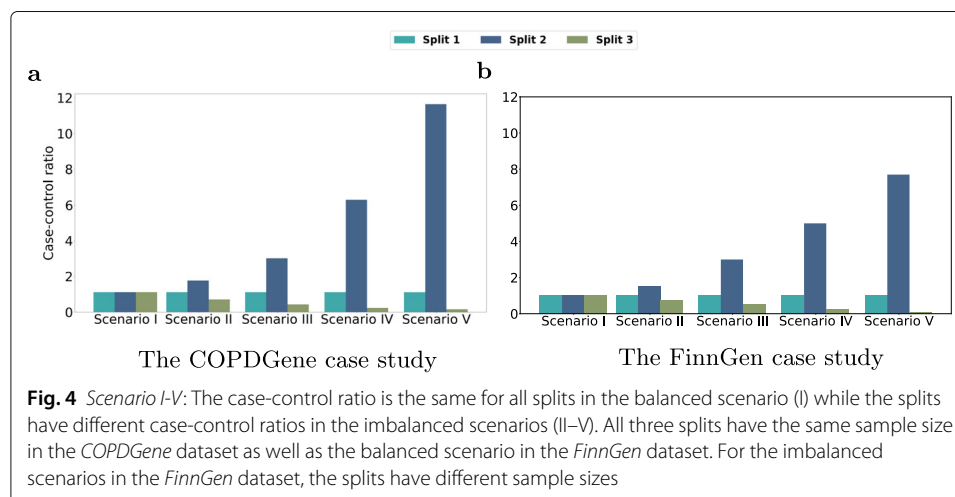 Split 1 Split 2 Split 3
a
b
Case-control ratio
12
10
8
6
4
2
0
Scenario I Scenario II Scenario III Scenario IV Scenario V
The COPDGene case study
12
10
8
6
4
2
0
Scenario I Scenario II Scenario III Scenario IV Scenario V
The FinnGen case study
Fig. 4 Scenario I-V: The case-control ratio is the same for all splits in the balanced scenario (I) while the splits
have different case-control ratios in the imbalanced scenarios (II–V). All three splits have the same sample size
in the COPDGene dataset as well as the balanced scenario in the FinnGen dataset. For the imbalanced
scenarios in the FinnGen dataset, the splits have different sample sizes